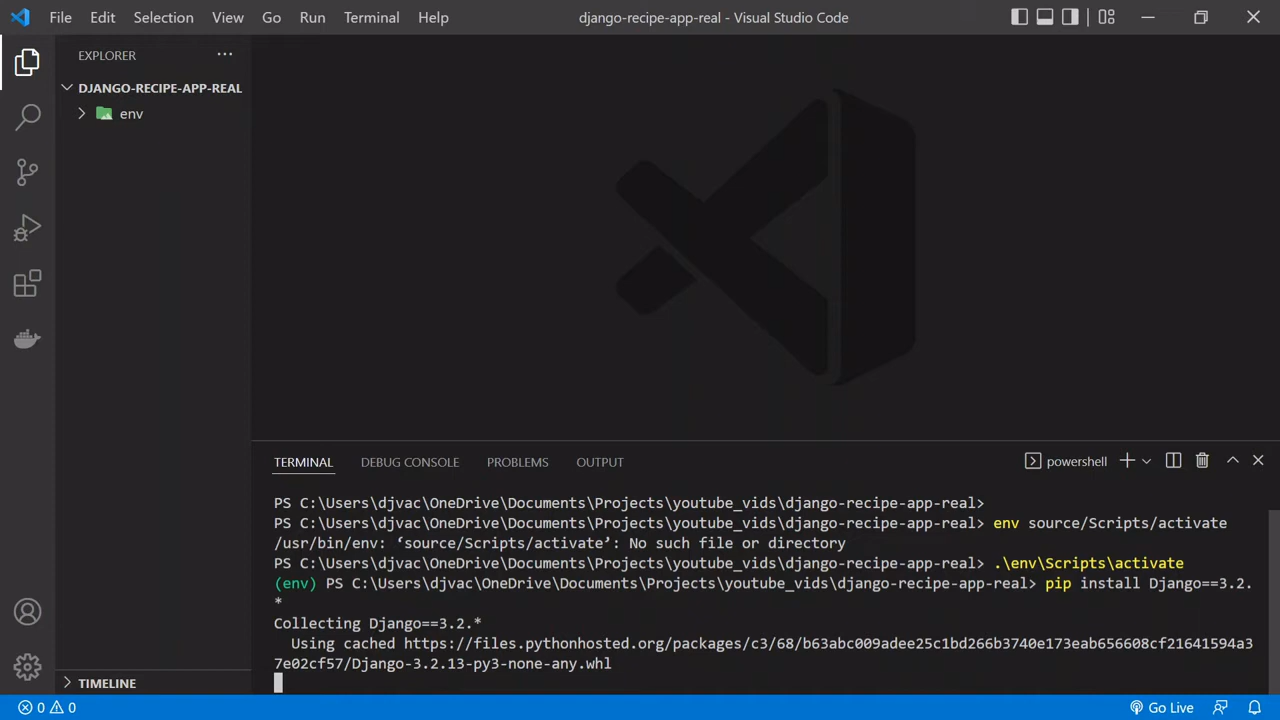 File Edit Selection View Go Run Terminal Help django-recipe-app-real - Visual Studio Code
EXPLORER
DJANGO-RECIPE-APP-REAL
env
TERMINAL DEBUG CONSOLE PROBLEMS OUTPUT powershell
PS C:\Users\djvac\OneDrive\Documents\Projects\youtube_vids\django-recipe-app-real>
PS C:\Users\djvac\OneDrive\Documents\Projects\youtube_vids\django-recipe-app-real> env source/Scripts/activate
/usr/bin/env: ‘source/Scripts/activate’: No such file or directory
PS C:\Users\djvac\OneDrive\Documents\Projects\youtube_vids\django-recipe-app-real> .\env\Scripts\activate
(env) PS C:\Users\djvac\OneDrive\Documents\Projects\youtube_vids\django-recipe-app-real> pip install Django==3.2.
*
Collecting Django==3.2.*
Using cached https://files.pythonhosted.org/packages/c3/68/b63abc009adee25c1bd266b3740e173eab656608cf21641594a3
7e02cf57/Django-3.2.13-py3-none-any.whl
TIMELINE
0 0 Go Live